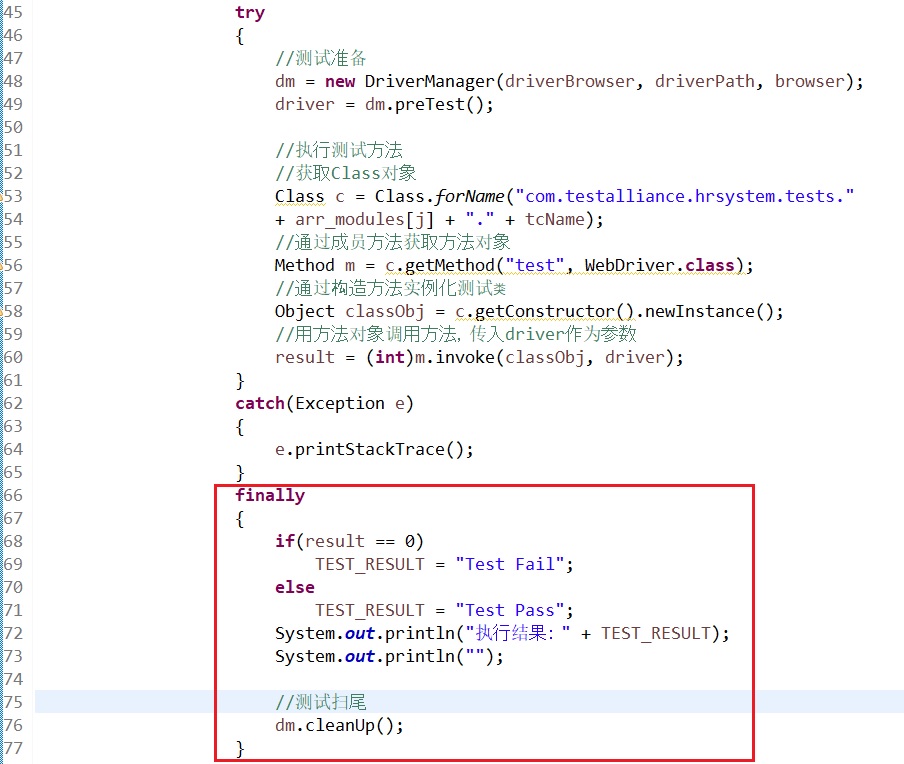 45 try
46 {
47 //测试准备
48 dm = new DriverManager(driverBrowser, driverPath, browser);
49 driver = dm.preTest();
50
51 //执行测试方法
52 //获取Class对象
53 Class c = Class.forName("com.testalliance.hrsystem.tests."
54 + arr_modules[j] + "." + tcName);
55 //通过成员方法获取方法对象
56 Method m = c.getMethod("test", WebDriver.class);
57 //通过构造方法实例化测试类
58 Object classObj = c.getConstructor().newInstance();
59 //用方法对象调用方法, 传入driver作为参数
60 result = (int)m.invoke(classObj, driver);
61 }
62 catch(Exception e)
63 {
64 e.printStackTrace();
65 }
66 finally
67 {
68 if(result == 0)
69 TEST_RESULT = "Test Fail";
70 else
71 TEST_RESULT = "Test Pass";
72 System.out.println("执行结果: " + TEST_RESULT);
73 System.out.println("");
74
75 //测试扫尾
76 dm.cleanUp();
77 }